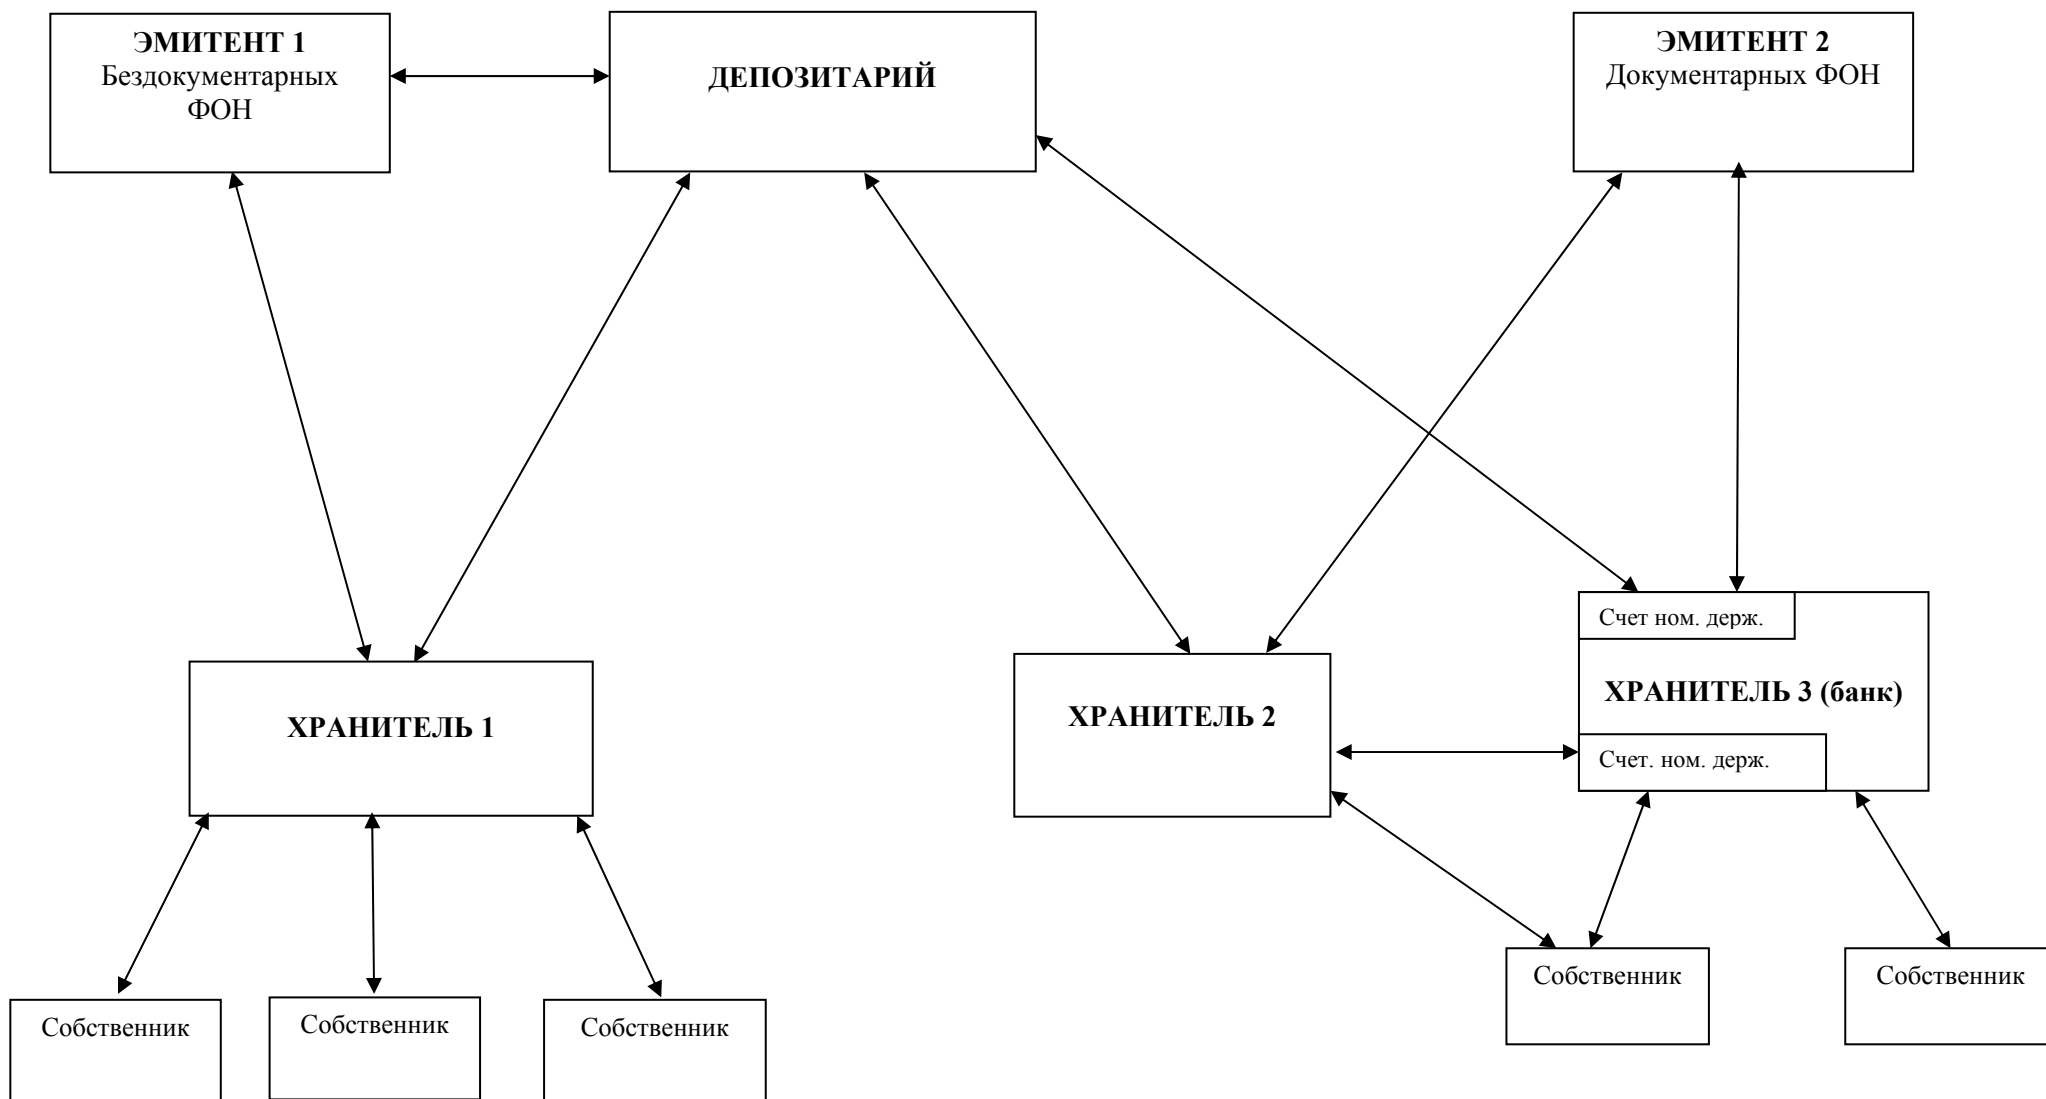 ЭМИТЕНТ 1
Бездокументарных
ФОН
ДЕПОЗИТАРИЙ
ЭМИТЕНТ 2
Документарных ФОН
Счет ном. держ.
ХРАНИТЕЛЬ 3 (банк)
Счет. ном. держ.
ХРАНИТЕЛЬ 1
ХРАНИТЕЛЬ 2
Собственник
Собственник
Собственник
Собственник
Собственник